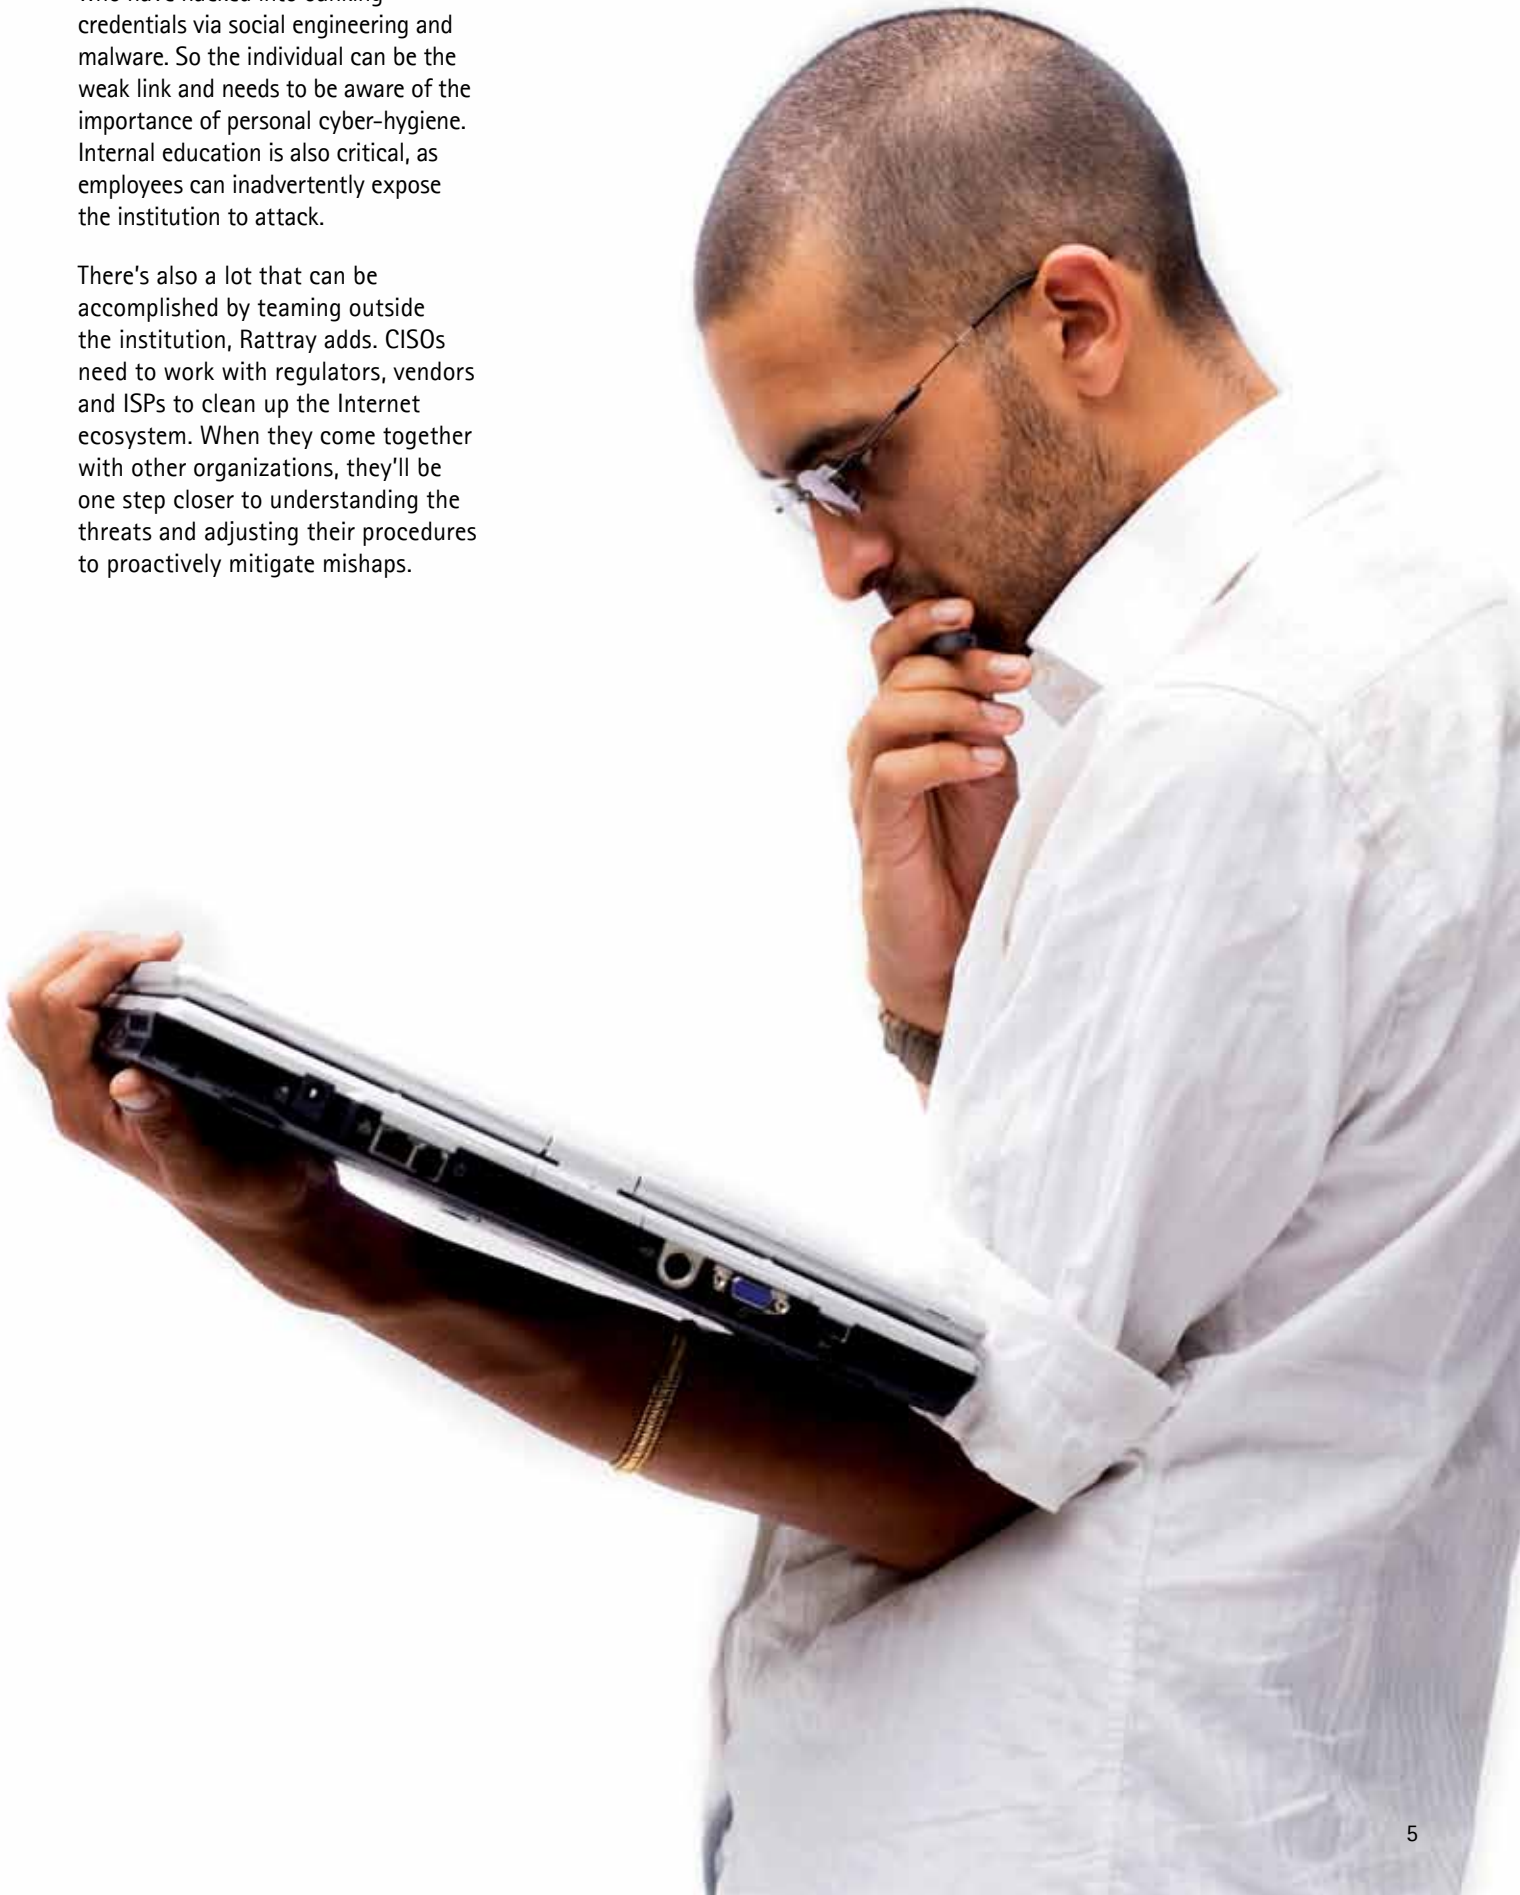 who have hacked into banking
credentials via social engineering and
malware. So the individual can be the
weak link and needs to be aware of the
importance of personal cyber-hygiene.
Internal education is also critical, as
employees can inadvertently expose
the institution to attack.
There's also a lot that can be
accomplished by teaming outside
the institution, Rattray adds. CISOs
need to work with regulators, vendors
and ISPs to clean up the Internet
ecosystem. When they come together
with other organizations, they'll be
one step closer to understanding the
threats and adjusting their procedures
to proactively mitigate mishaps.
5